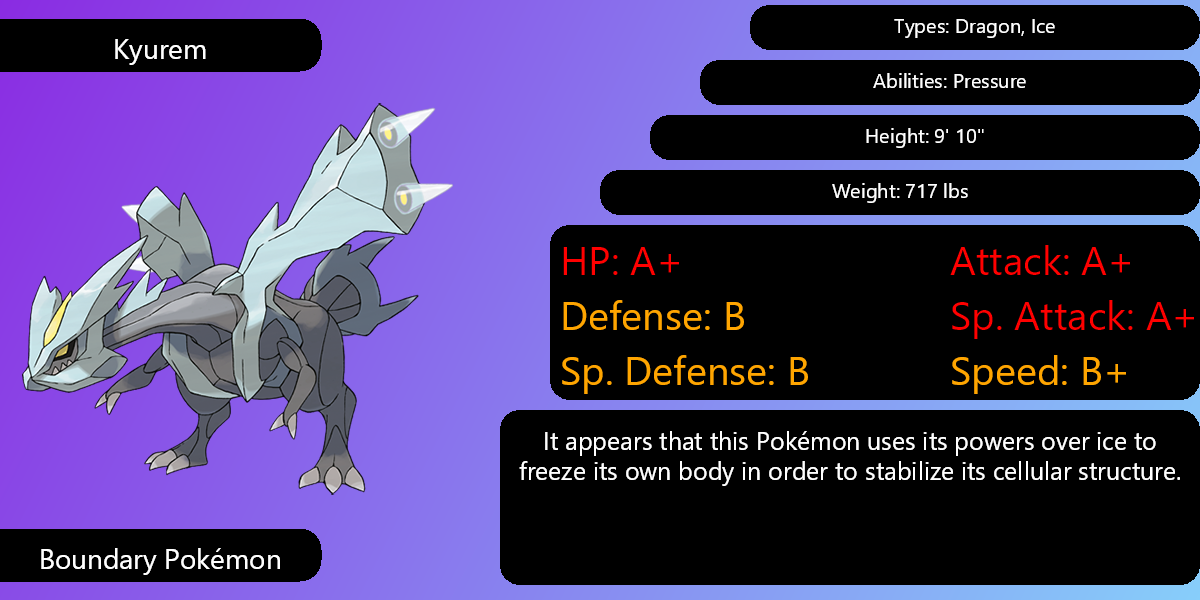 Kyurem
Types: Dragon, Ice
Abilities: Pressure
Height: 9' 10"
Weight: 717 lbs
HP: A+
Attack: A+
Defense: B
Sp. Attack: A+
Sp. Defense: B
Speed: B+
It appears that this Pokémon uses its powers over ice to
freeze its own body in order to stabilize its cellular structure.
Boundary Pokémon